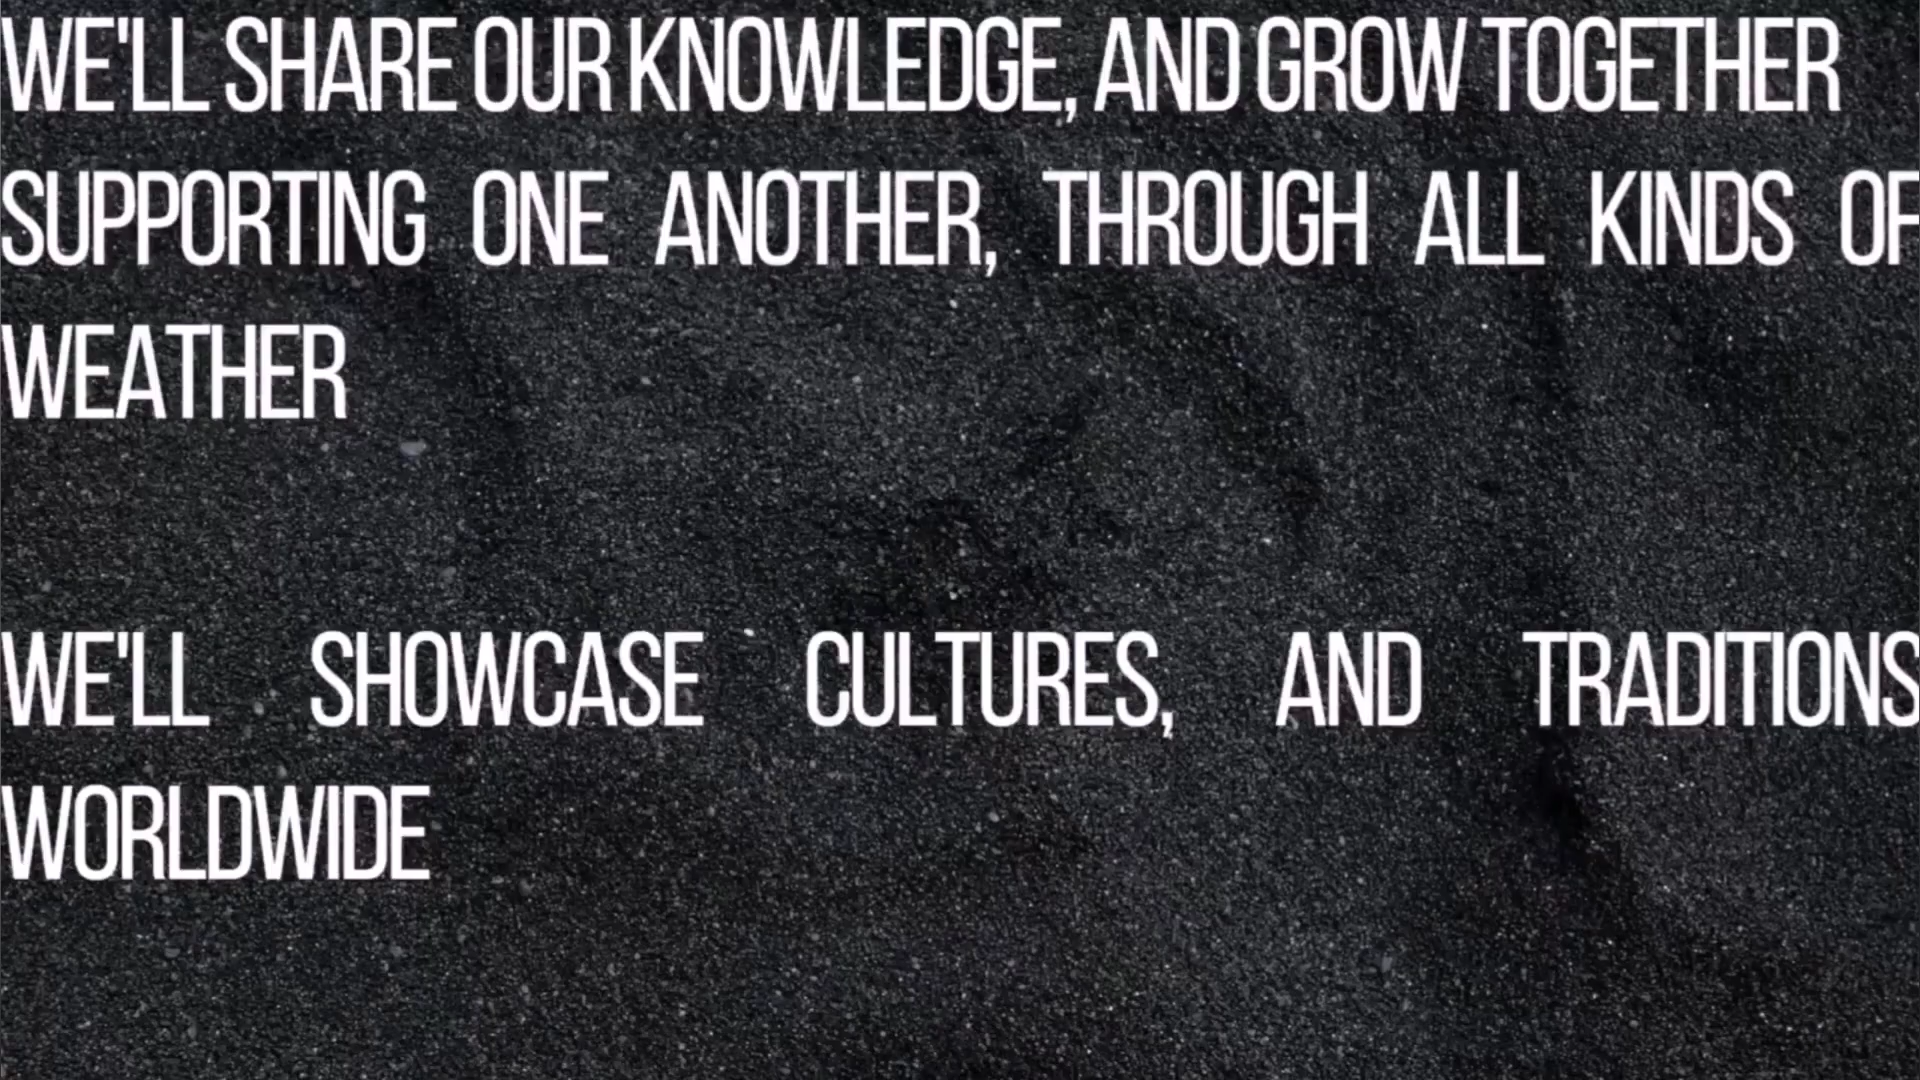 WE'LL SHARE OUR KNOWLEDGE, AND GROW TOGETHER
SUPPORTING ONE ANOTHER, THROUGH ALL KINDS OF
WEATHER
WE'LL SHOWCASE CULTURES, AND TRADITIONS
WORLDWIDE